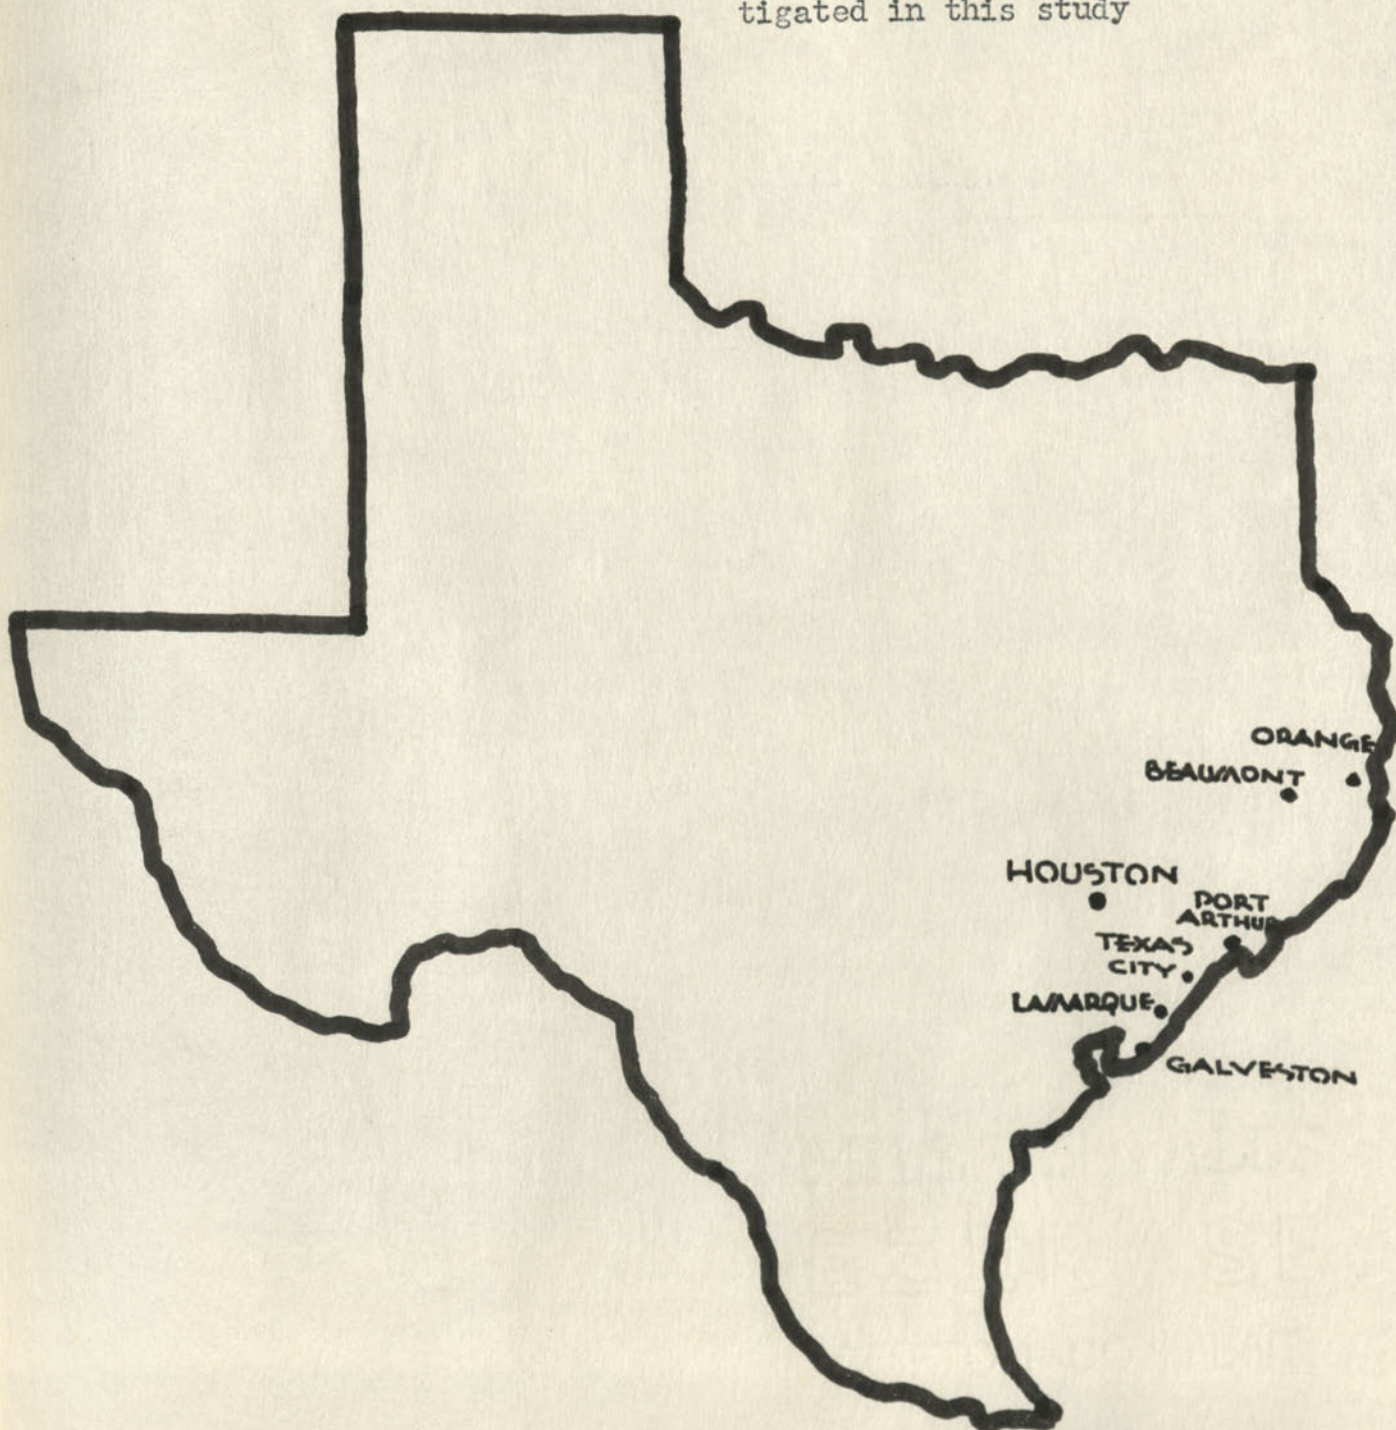 tigated in this study
ORANGE
BEAUMONT
HOUSTON
PORT
ARTHUR
TEXAS
CITY
LAMARQUE
GALVESTON